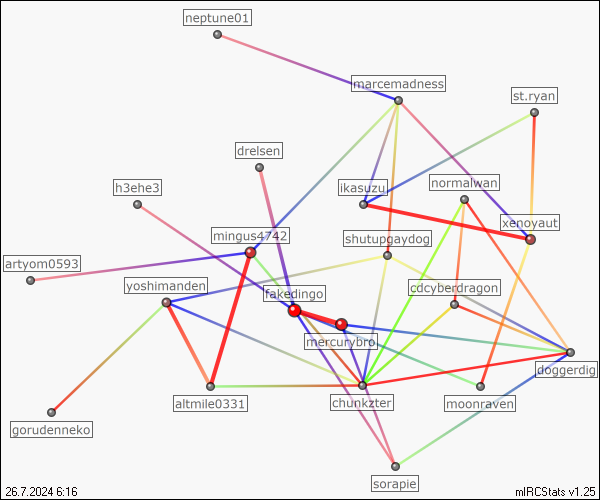 neptune01
marcemadness
st.ryan
drelsen
h3ehe3
ikasuzu
normalwan
xenoyaut
mingus4742
shutupgaydog
artyom0593
yoshimanden
fakedingo
cdcyberdragon
mercurybro
doggerdig
altmile0331
chunkzter
moonraven
gorudenneko
sorapie
26.7.2024 6:16
mIRCStats v1.25